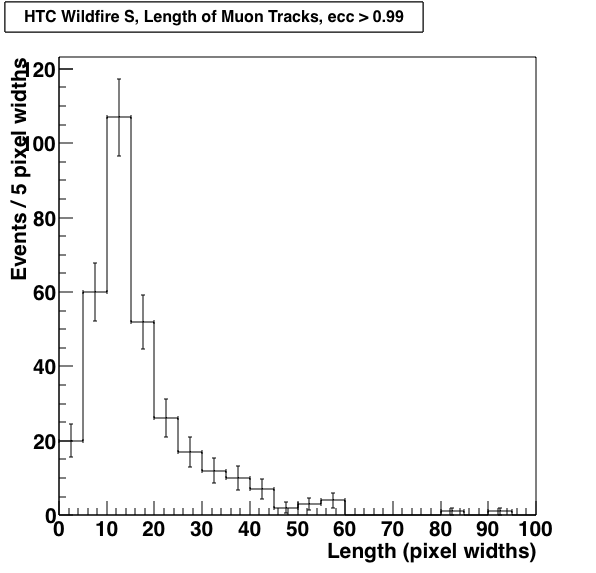 HTC Wildfire S, Length of Muon Tracks, ecc > 0.99
Events / 5 pixel widths
120
100
80
60
40
20
0
0 10 20 30 40 50 60 70 80 90 100
Length (pixel widths)